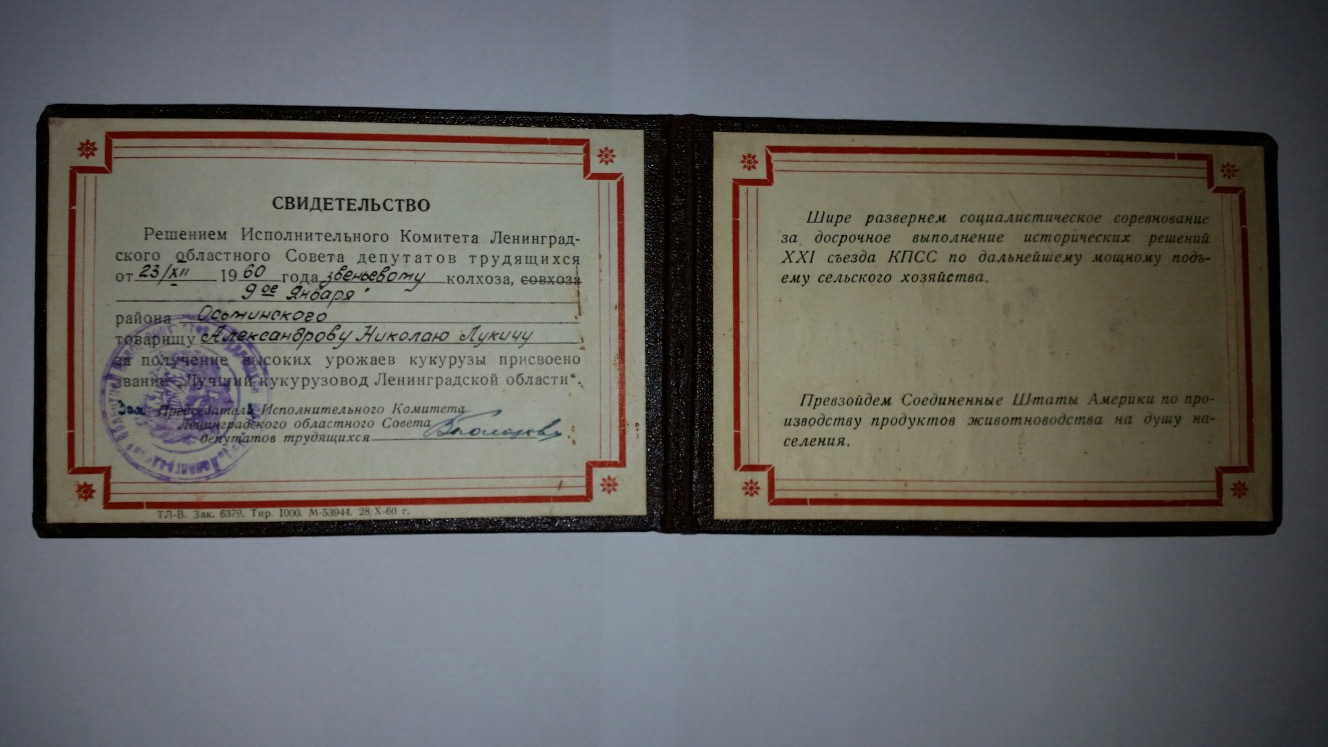 СВИДЕТЕЛЬСТВО
Решением Исполнительного Комитета Ленинград-
ского областного Совета депутатов трудящихся
от 23/XII 1960 года звеньевому колхоза, совхоза
„9ое Января"
района Осьминского
товарищу Александрову Николаю Лукичу
за получение высоких урожаев кукурузы присвоено
звание „Лучший кукурузовод Ленинградской области“.
Зам. Председателя Исполнительного Комитета
Ленинградского областного Совета
депутатов трудящихся
ТЛ-В. Зак. 6379. Тир. 1000. М-53944. 28/X-60 г.
Шире развернем социалистическое соревнование
за досрочное выполнение исторических решений
XXI съезда КПСС по дальнейшему мощному подъ-
ему сельского хозяйства.
Превзойдем Соединенные Штаты Америки по про-
изводству продуктов животноводства на душу на-
селения.